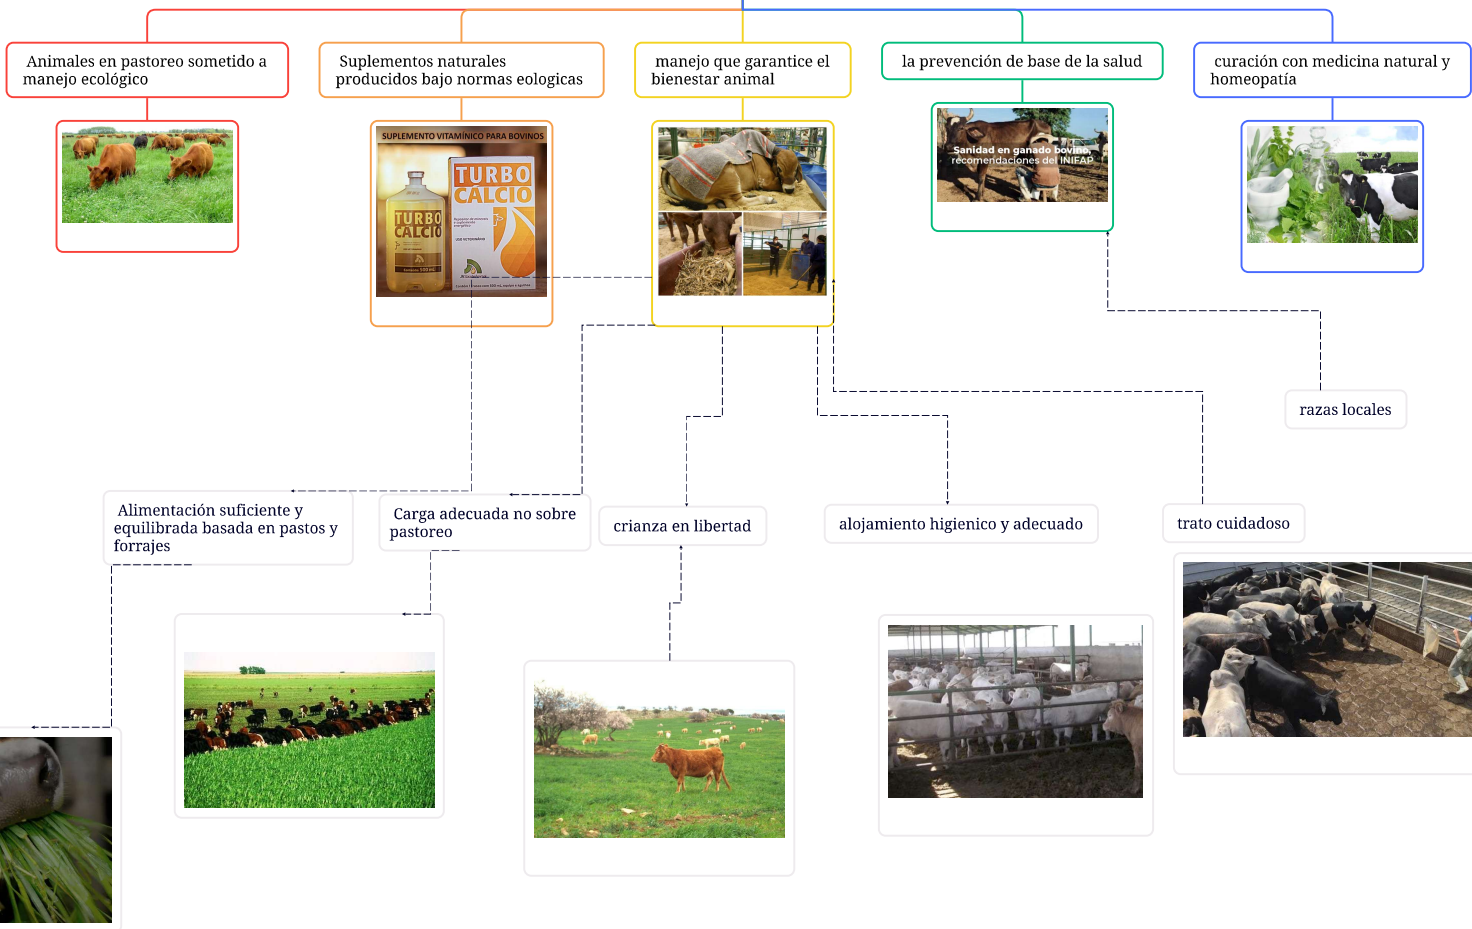 Animales en pastoreo sometido a
manejo ecológico
Suplementos naturales
producidos bajo normas eologicas
manejo que garantice el
bienestar animal
la prevención de base de la salud
curación con medicina natural y
homeopatía
SUPLEMENTO VITAMÍNICO PARA BOVINOS
TURBO
CALCIO
TURBO
CALCIO
USO VETERINARIO
Sanidad en ganado bovino,
recomendaciones del INIFAP
razas locales
Alimentación suficiente y
equilibrada basada en pastos y
forrajes
Carga adecuada no sobre
pastoreo
crianza en libertad
alojamiento higienico y adecuado
trato cuidadoso